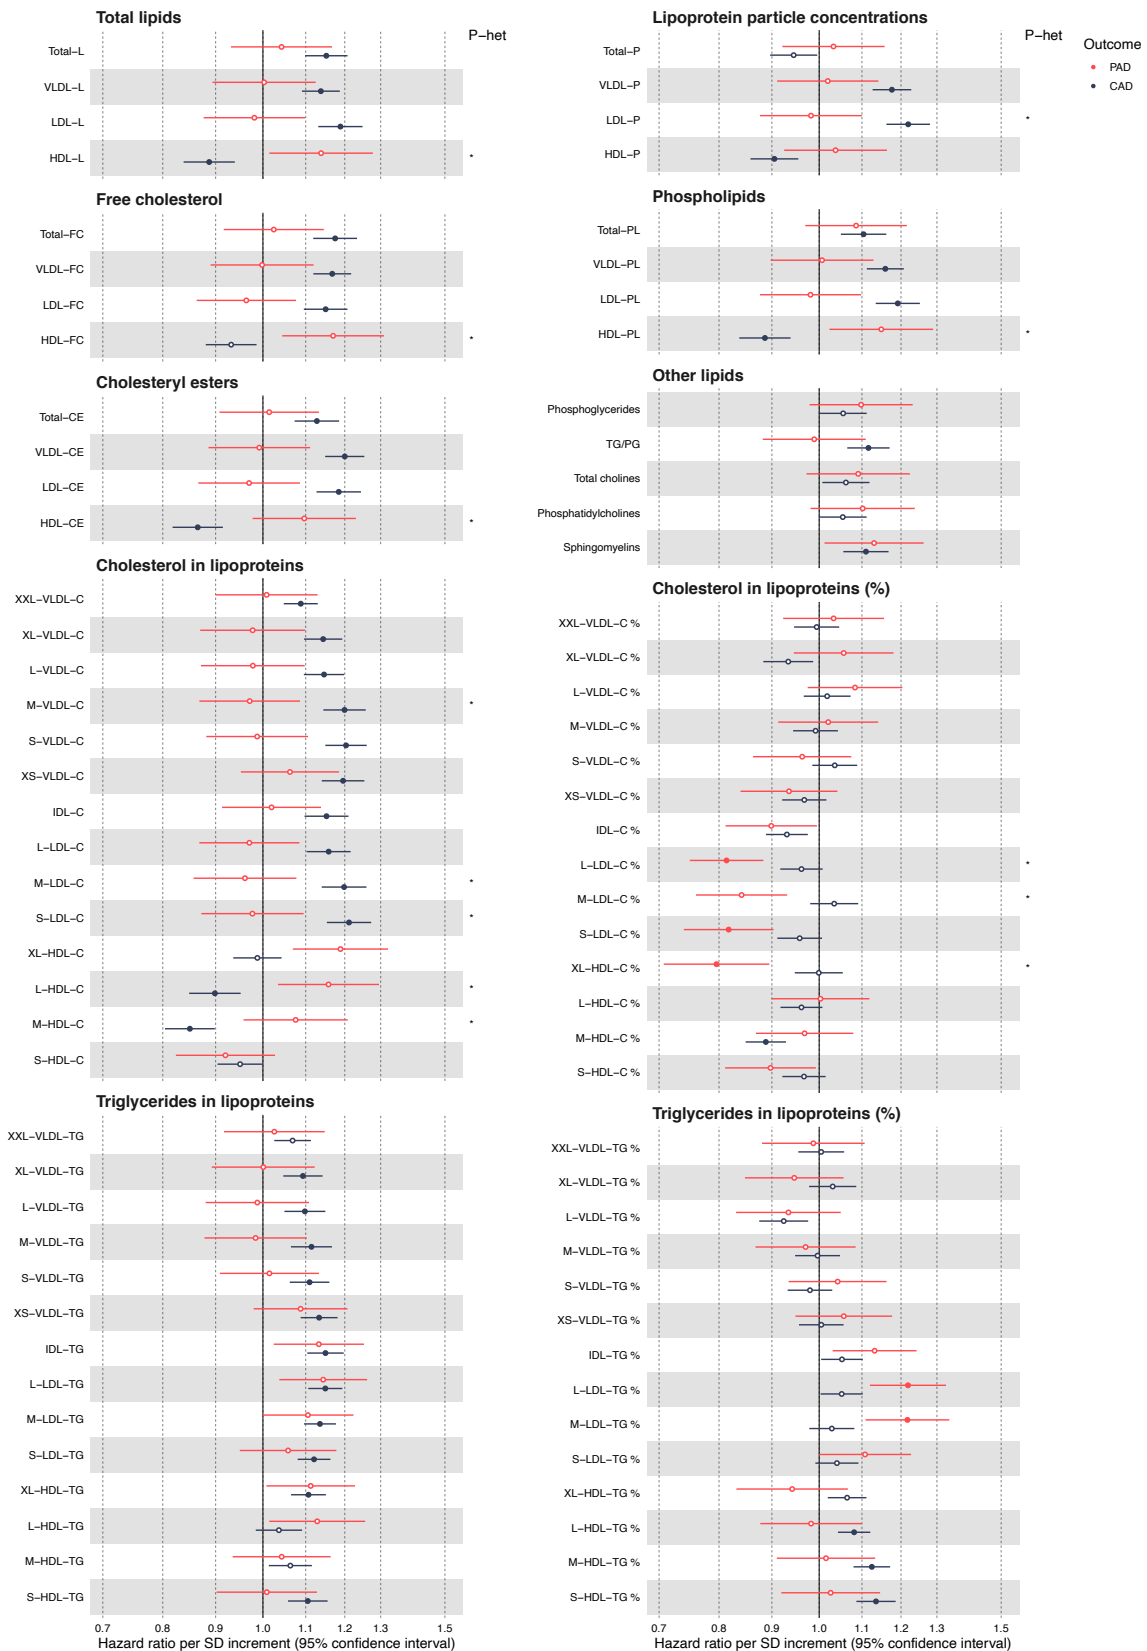 Total lipids
P-het
Total-L
VLDL-L
LDL-L
HDL-L
*
Free cholesterol
Total-FC
VLDL-FC
LDL-FC
HDL-FC
*
Cholesteryl esters
Total-CE
VLDL-CE
LDL-CE
HDL-CE
*
Cholesterol in lipoproteins
XXL-VLDL-C
XL-VLDL-C
L-VLDL-C
M-VLDL-C
*
S-VLDL-C
XS-VLDL-C
IDL-C
L-LDL-C
M-LDL-C
*
S-LDL-C
*
XL-HDL-C
L-HDL-C
*
M-HDL-C
*
S-HDL-C
Triglycerides in lipoproteins
XXL-VLDL-TG
XL-VLDL-TG
L-VLDL-TG
M-VLDL-TG
S-VLDL-TG
XS-VLDL-TG
IDL-TG
L-LDL-TG
M-LDL-TG
S-LDL-TG
XL-HDL-TG
L-HDL-TG
M-HDL-TG
S-HDL-TG
0.7 0.8 0.9 1.0 1.1 1.2 1.3 1.5
Hazard ratio per SD increment (95% confidence interval)
Lipoprotein particle concentrations
P-het
Total-P
VLDL-P
LDL-P
*
HDL-P
Phospholipids
Total-PL
VLDL-PL
LDL-PL
HDL-PL
*
Other lipids
Phosphoglycerides
TG/PG
Total cholines
Phosphatidylcholines
Sphingomyelins
Cholesterol in lipoproteins (%)
XXL-VLDL-C %
XL-VLDL-C %
L-VLDL-C %
M-VLDL-C %
S-VLDL-C %
XS-VLDL-C %
IDL-C %
L-LDL-C %
*
M-LDL-C %
*
S-LDL-C %
XL-HDL-C %
*
L-HDL-C %
M-HDL-C %
S-HDL-C %
Triglycerides in lipoproteins (%)
XXL-VLDL-TG %
XL-VLDL-TG %
L-VLDL-TG %
M-VLDL-TG %
S-VLDL-TG %
XS-VLDL-TG %
IDL-TG %
L-LDL-TG %
M-LDL-TG %
S-LDL-TG %
XL-HDL-TG %
L-HDL-TG %
M-HDL-TG %
S-HDL-TG %
0.7 0.8 0.9 1.0 1.1 1.2 1.3 1.5
Hazard ratio per SD increment (95% confidence interval)
Outcome
PAD
CAD